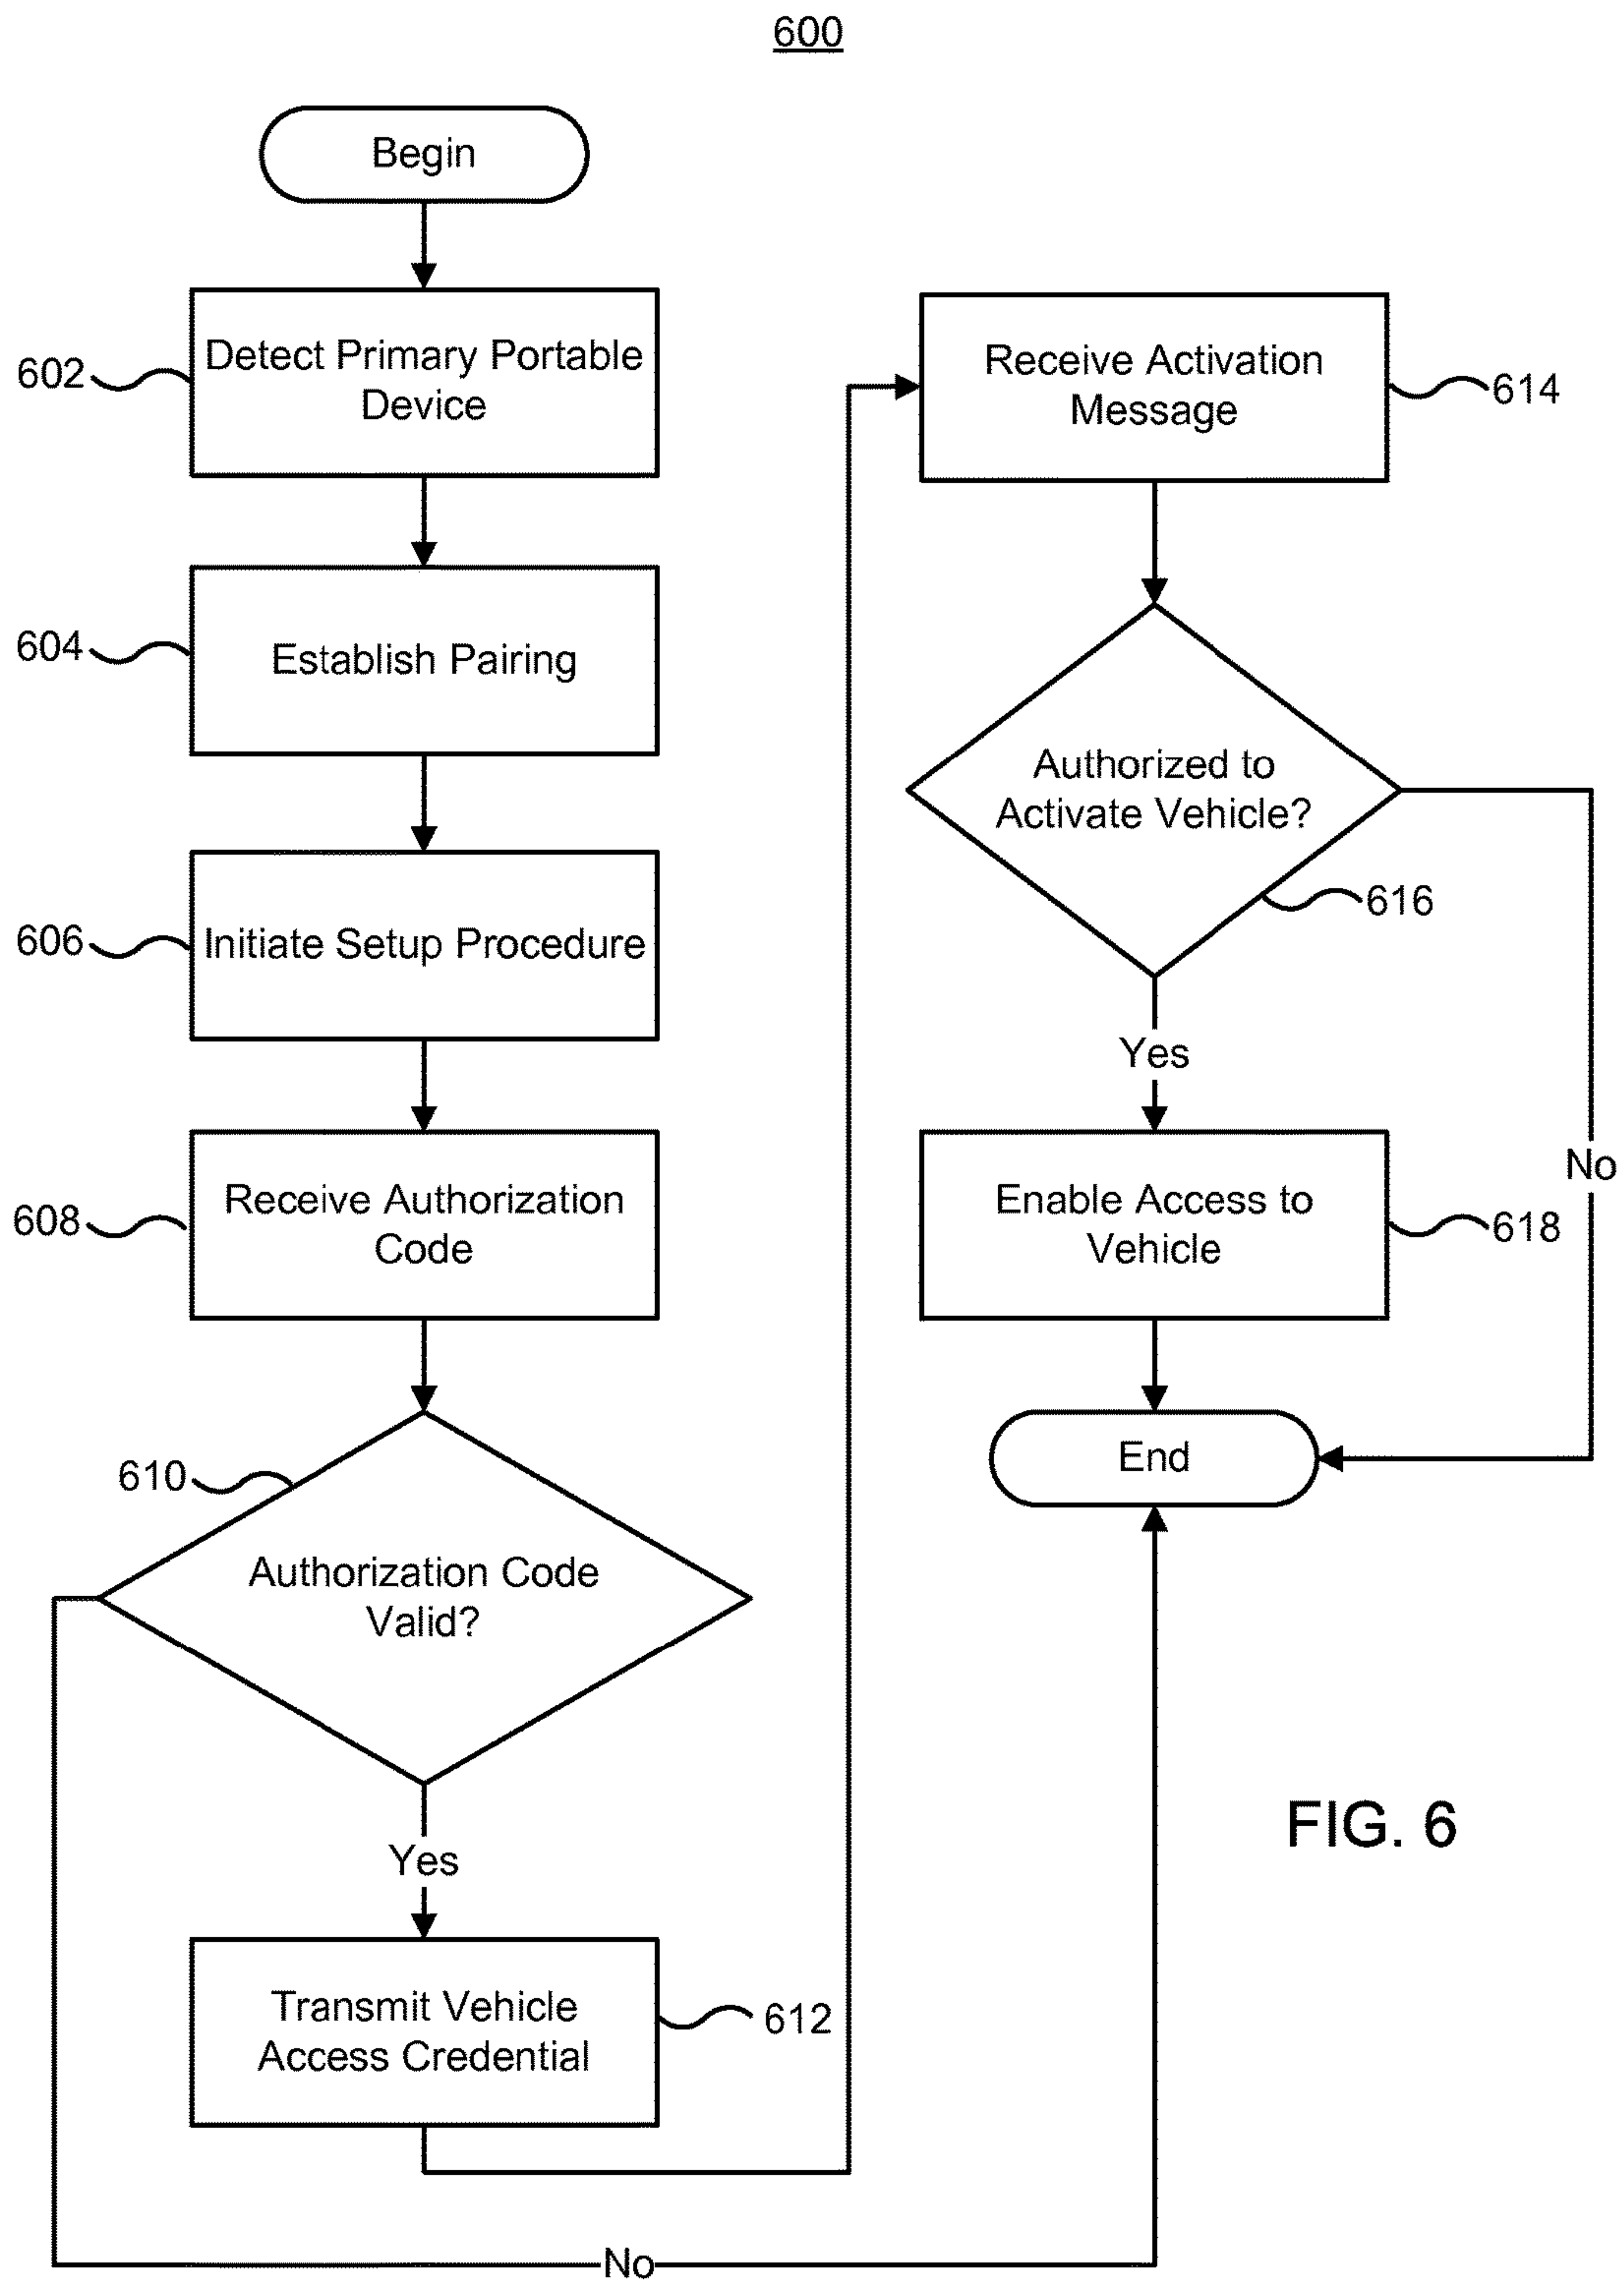 600
Begin
602
Detect Primary Portable
Device
604
Establish Pairing
606
Initiate Setup Procedure
608
Receive Authorization
Code
610
Authorization Code
Valid?
Yes
Transmit Vehicle
Access Credential
612
No
Receive Activation
Message
614
Authorized to
Activate Vehicle?
616
Yes
No
Enable Access to
Vehicle
618
End
FIG. 6